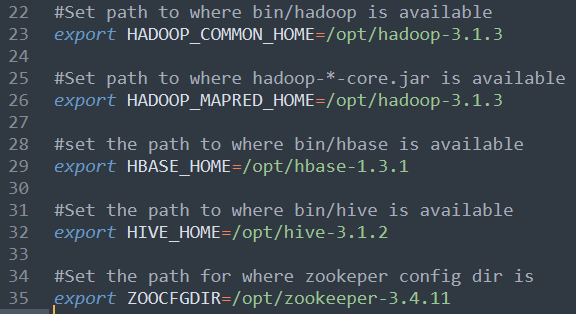 22 #Set path to where bin/hadoop is available
23 export HADOOP_COMMON_HOME=/opt/hadoop-3.1.3
24
25 #Set path to where hadoop-*-core.jar is available
26 export HADOOP_MAPRED_HOME=/opt/hadoop-3.1.3
27
28 #set the path to where bin/hbase is available
29 export HBASE_HOME=/opt/hbase-1.3.1
30
31 #Set the path to where bin/hive is available
32 export HIVE_HOME=/opt/hive-3.1.2
33
34 #Set the path for where zookeper config dir is
35 export ZOOCFGDIR=/opt/zookeeper-3.4.11